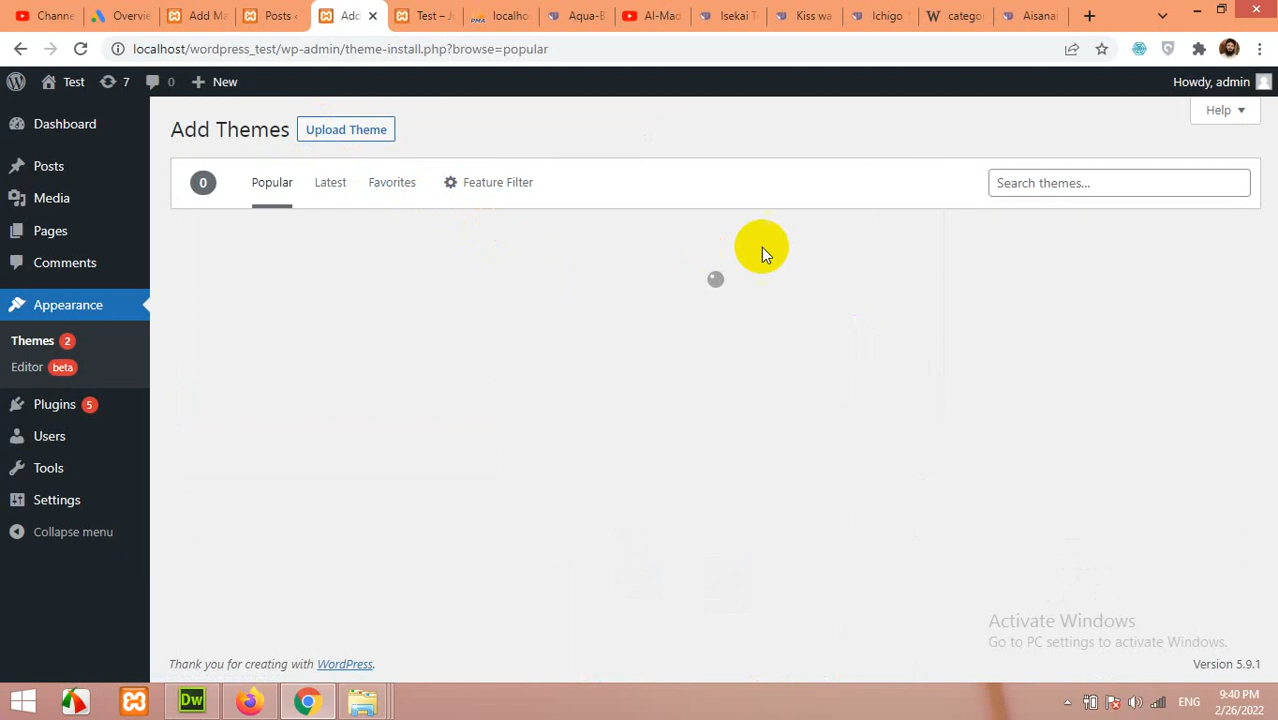 Channe
Overvie
Add Ma
Posts ‹
Add
Test – J
localho
Aqua-B
Al-Mad
Isekai T
Kiss wa
Ichigo
categor
Aisanai
localhost/wordpress_test/wp-admin/theme-install.php?browse=popular
Test 7 0 New Howdy, admin
Help
Dashboard
Posts
Media
Pages
Comments
Appearance
Themes 2
Editor beta
Plugins 5
Users
Tools
Settings
Collapse menu
Add Themes Upload Theme
0 Popular Latest Favorites Feature Filter Search themes...
Activate Windows
Go to PC settings to activate Windows.
Thank you for creating with WordPress. Version 5.9.1
Dw
ENG
9:40 PM
2/26/2022